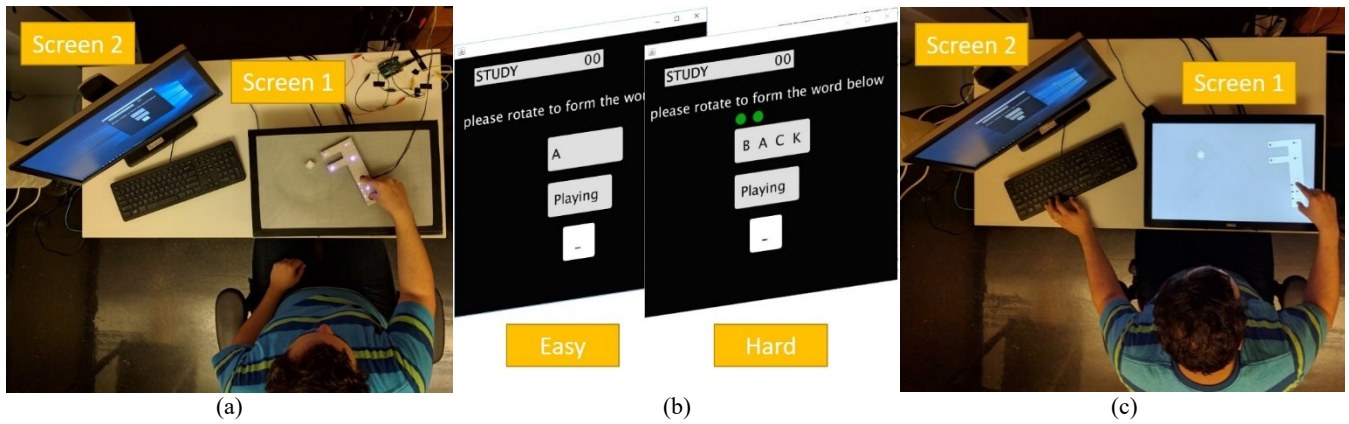 Screen 2
Screen 1
STUDY 00
please rotate to form the wor
A
Playing
_
Easy
STUDY 00
please rotate to form the word below
B A C K
Playing
_
Hard
Screen 2
Screen 1
(a)
(b)
(c)